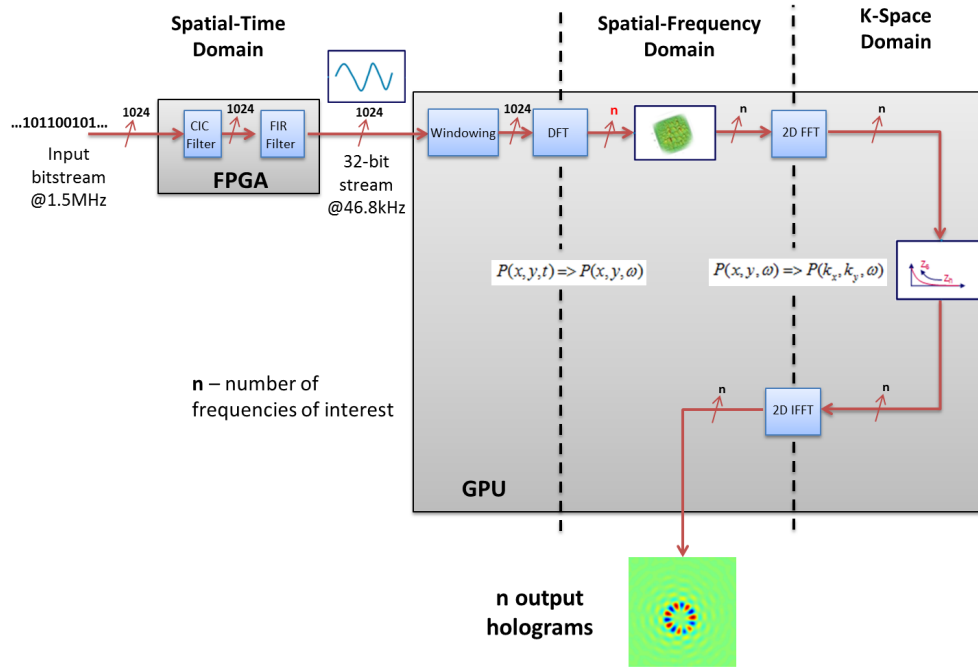 Spatial-Time
Domain
Spatial-Frequency
Domain
K-Space
Domain
...101100101...
1024
CIC
Filter
1024
FIR
Filter
FPGA
1024
Input
bitstream
@1.5MHz
32-bit
stream
@46.8kHz
Windowing
1024
DFT
n
n
2D FFT
n
P(x,y,t) => P(x,y,ω)
P(x,y,ω) => P(kₓ,kᵧ,ω)
n – number of
frequencies of interest
n
2D IFFT
n
GPU
n output
holograms